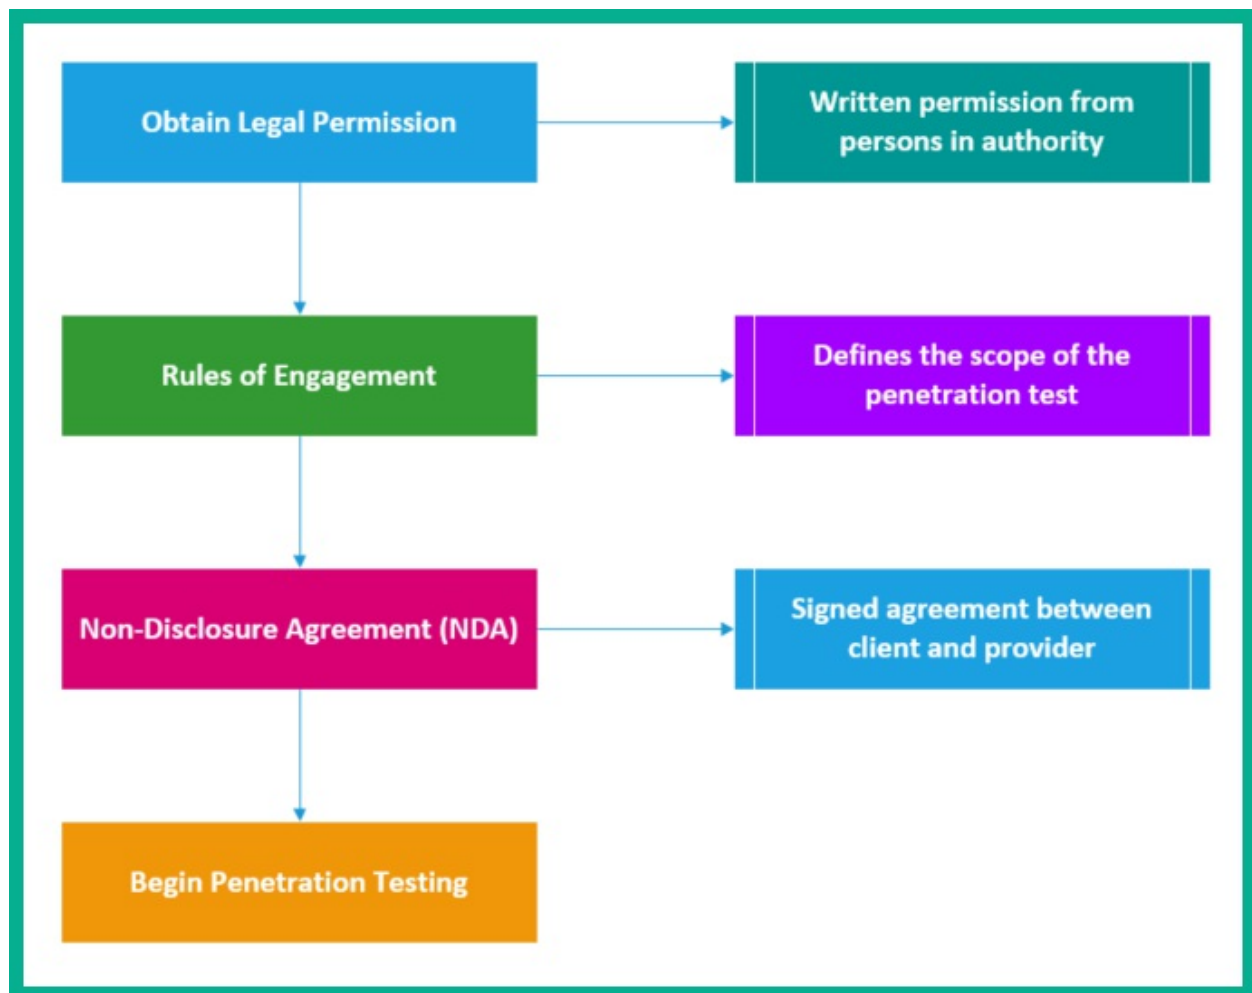 Obtain Legal Permission
Written permission from
persons in authority
Rules of Engagement
Defines the scope of the
penetration test
Non-Disclosure Agreement (NDA)
Signed agreement between
client and provider
Begin Penetration Testing